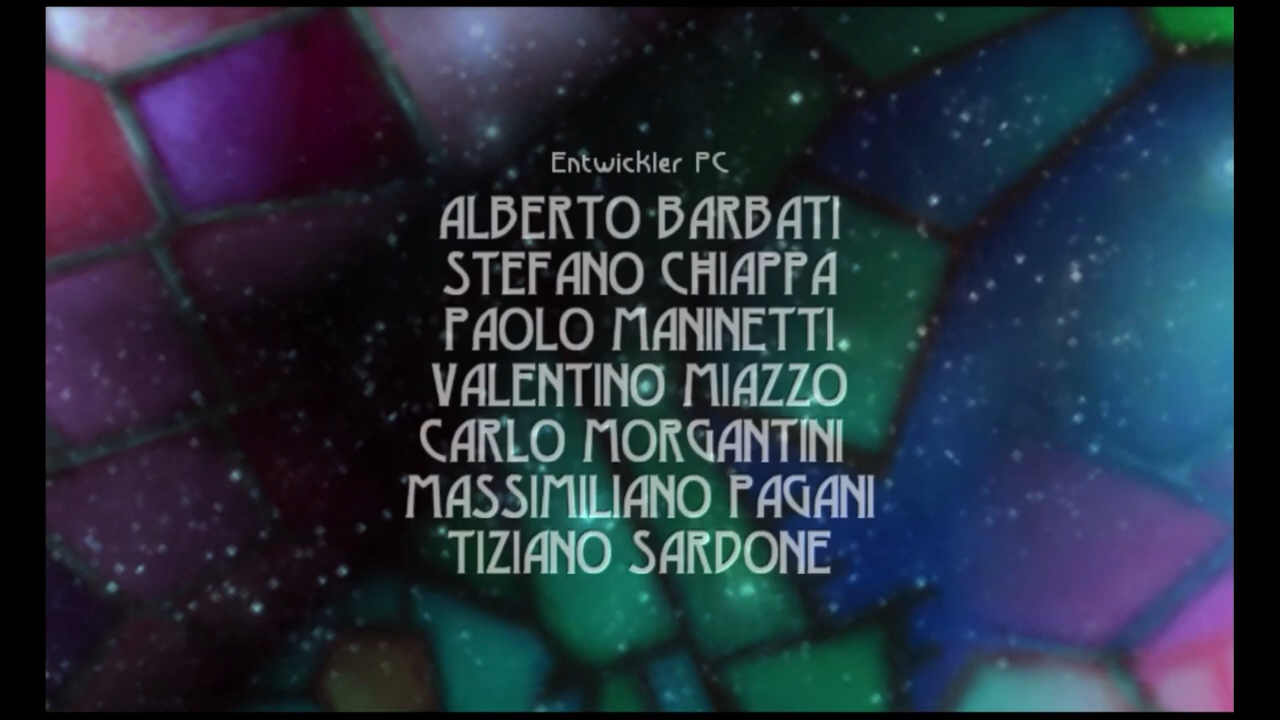 Entwickler PC
ALBERTO BARBATI
STEFANO CHIAPPA
PAOLO MANINETTI
VALENTINO MIAZZO
CARLO MORGANTINI
MASSIMILIANO PAGANI
TIZIANO SARDONE